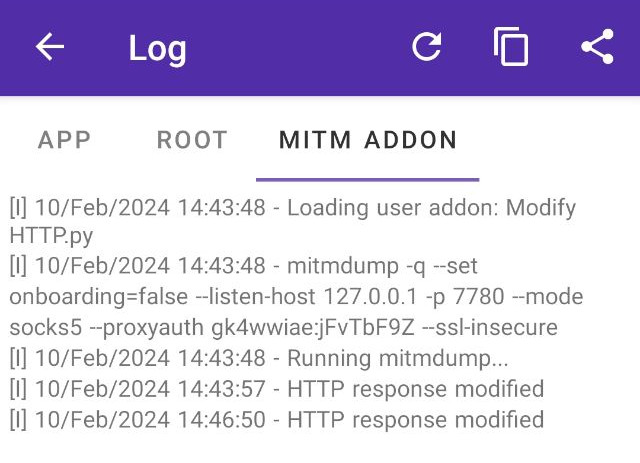 Log
APP ROOT MITM ADDON
[I] 10/Feb/2024 14:43:48 - Loading user addon: Modify
HTTP.py
[I] 10/Feb/2024 14:43:48 - mitmdump -q --set
onboarding=false --listen-host 127.0.0.1 -p 7780 --mode
socks5 --proxyauth gk4wwiae:jFvTbF9Z --ssl-insecure
[I] 10/Feb/2024 14:43:48 - Running mitmdump...
[I] 10/Feb/2024 14:43:57 - HTTP response modified
[I] 10/Feb/2024 14:46:50 - HTTP response modified